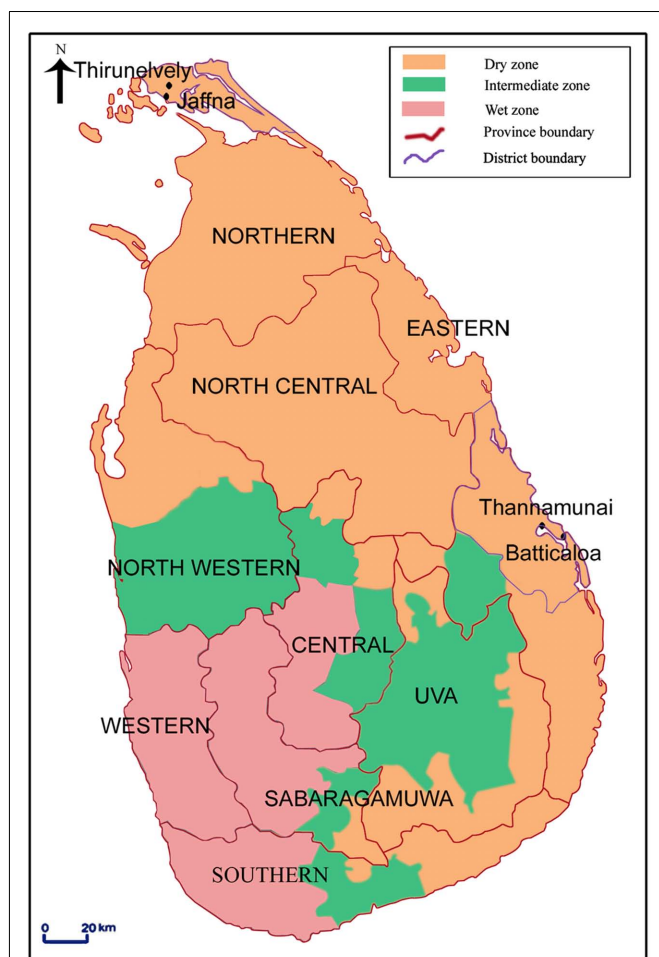 N
Thirunelvely
Jaffna
Dry zone
Intermediate zone
Wet zone
Province boundary
District boundary
NORTHERN
EASTERN
NORTH CENTRAL
Thannamunai
Batticaloa
NORTH WESTERN
CENTRAL
UVA
WESTERN
SABARAGAMUWA
SOUTHERN
0 20 km